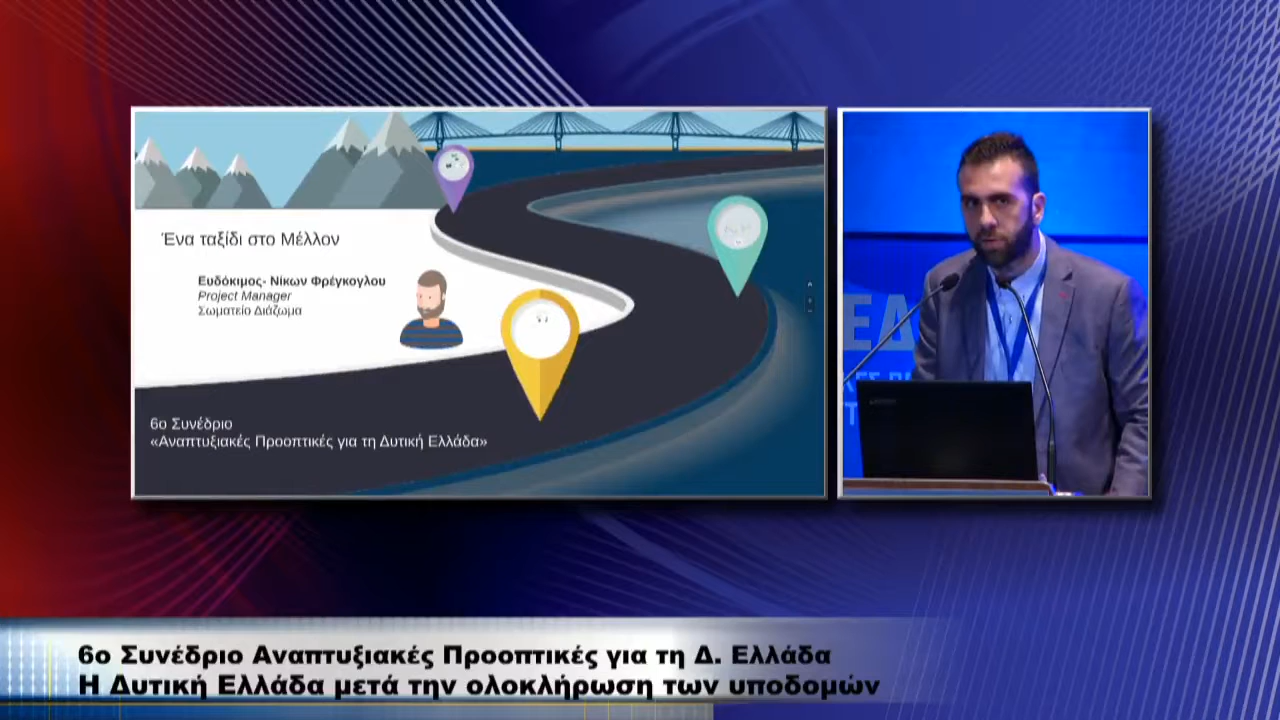 Ένα ταξίδι στο Μέλλον
Ευδόκιμος- Νίκων Φρέγκογλου
Project Manager
Σωματείο Διάζωμα
6ο Συνέδριο
«Αναπτυξιακές Προοπτικές για τη Δυτική Ελλάδα»
6ο Συνέδριο Αναπτυξιακές Προοπτικές για τη Δ. Ελλάδα
Η Δυτική Ελλάδα μετά την ολοκλήρωση των υποδομών